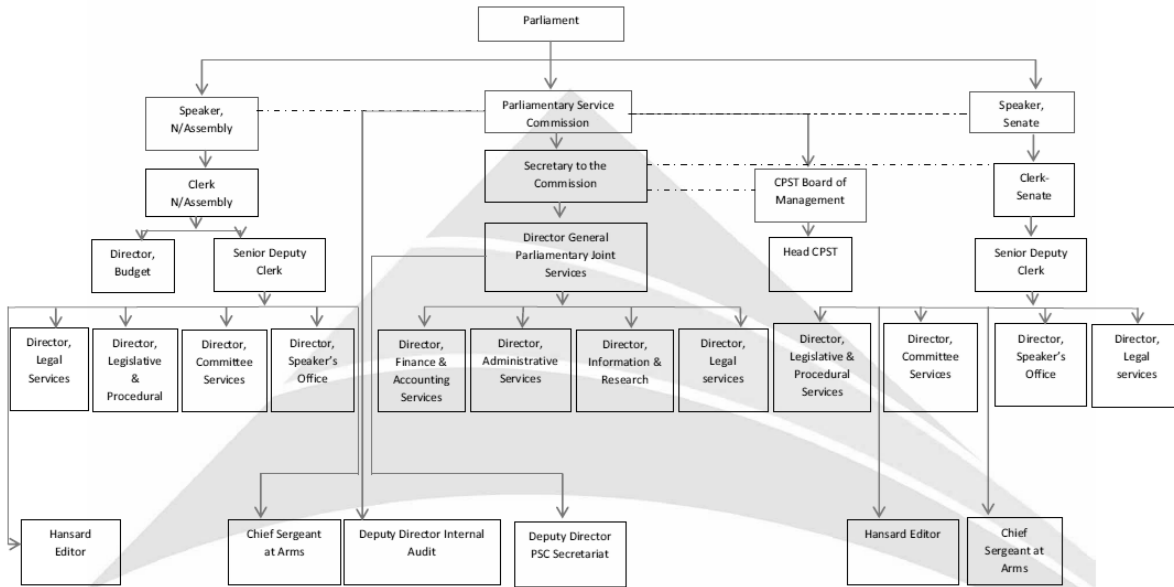 Parliament
Speaker,
N/Assembly
Parliamentary Service
Commission
Speaker,
Senate
Clerk
N/Assembly
Secretary to the
Commission
CPST Board of
Management
Clerk-
Senate
Director,
Budget
Senior Deputy
Clerk
Director General
Parliamentary Joint
Services
Head CPST
Senior Deputy
Clerk
Director,
Legal
Services
Director,
Legislative
&
Procedural
Director,
Committee
Services
Director,
Speaker's
Office
Director,
Finance &
Accounting
Services
Director,
Administrative
Services
Director,
Information &
Research
Director,
Legal
services
Director,
Legislative &
Procedural
Services
Director,
Committee
Services
Director,
Speaker's
Office
Director,
Legal
services
Hansard
Editor
Chief Sergeant
at Arms
Deputy Director Internal
Audit
Deputy Director
PSC Secretariat
Hansard Editor
Chief
Sergeant at
Arms